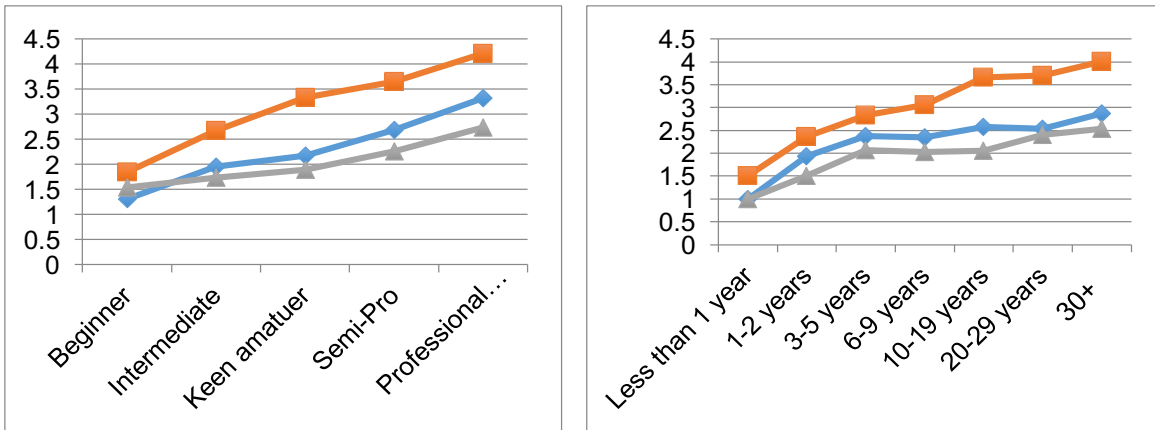 4.5
4
3.5
3
2.5
2
1.5
1
0.5
0
Beginner
Intermediate
Keen amatuer
Semi-Pro
Professional…
4.5
4
3.5
3
2.5
2
1.5
1
0.5
0
Less than 1 year
1-2 years
3-5 years
6-9 years
10-19 years
20-29 years
30+